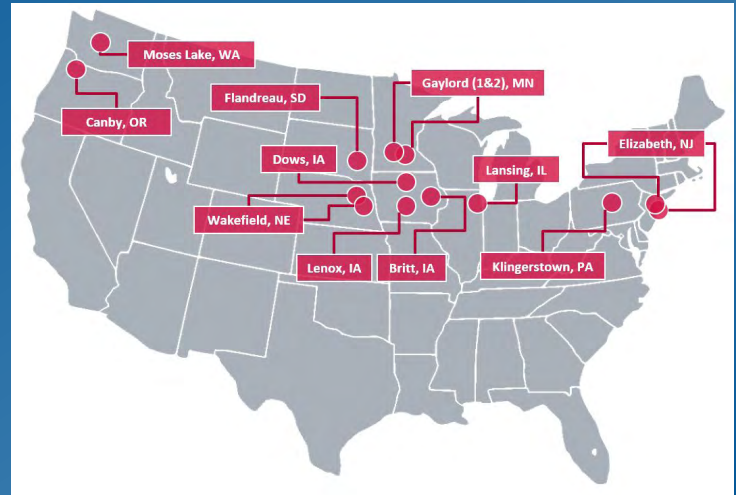 Moses Lake, WA
Gaylord (1&2), MN
Flandreau, SD
Canby, OR
Elizabeth, NJ
Dows, IA
Lansing, IL
Wakefield, NE
Lenox, IA
Britt, IA
Klingerstown, PA